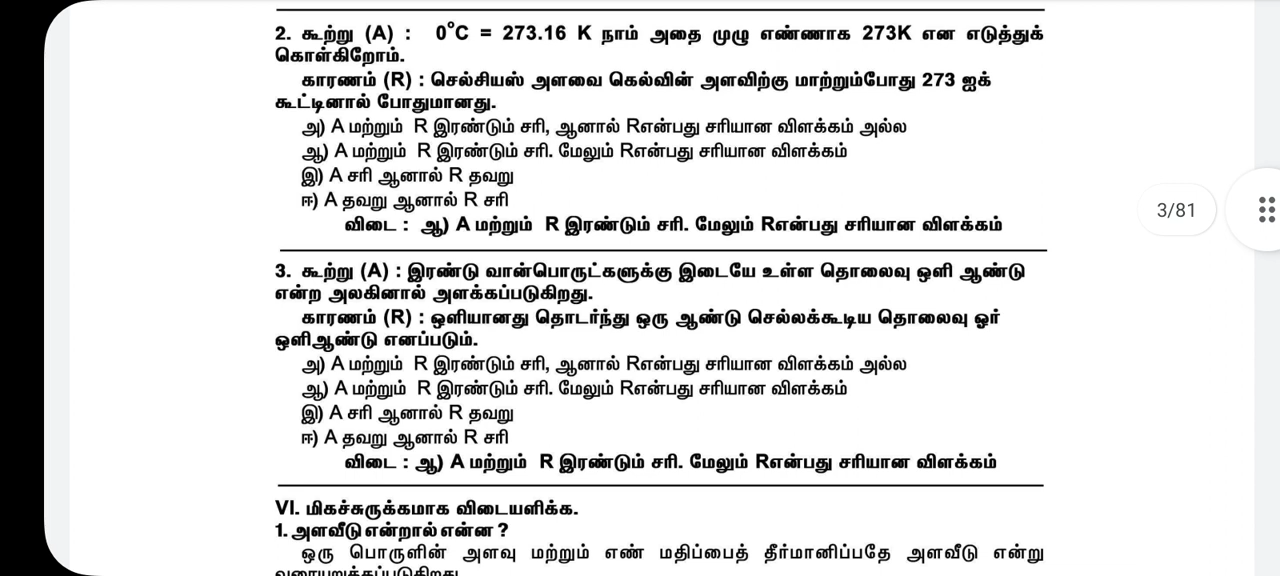 2. கூற்று (A) : 0°C = 273.16 K நாம் அதை முழு எண்ணாக 273K என எடுத்துக்
கொள்கிறோம்.
காரணம் (R) : செல்சியஸ் அளவை கெல்வின் அளவிற்கு மாற்றும்போது 273 ஐக்
கூட்டினால் போதுமானது.
அ) A மற்றும் R இரண்டும் சரி, ஆனால் Rஎன்பது சரியான விளக்கம் அல்ல
ஆ) A மற்றும் R இரண்டும் சரி. மேலும் Rஎன்பது சரியான விளக்கம்
இ) A சரி ஆனால் R தவறு
ஈ) A தவறு ஆனால் R சரி
விடை : ஆ) A மற்றும் R இரண்டும் சரி. மேலும் Rஎன்பது சரியான விளக்கம்
3/81
3. கூற்று (A) : இரண்டு வான்பொருட்களுக்கு இடையே உள்ள தொலைவு ஒளி ஆண்டு
என்ற அலகினால் அளக்கப்படுகிறது.
காரணம் (R) : ஒளியானது தொடர்ந்து ஒரு ஆண்டு செல்லக்கூடிய தொலைவு ஓர்
ஒளிஆண்டு எனப்படும்.
அ) A மற்றும் R இரண்டும் சரி, ஆனால் Rஎன்பது சரியான விளக்கம் அல்ல
ஆ) A மற்றும் R இரண்டும் சரி. மேலும் Rஎன்பது சரியான விளக்கம்
இ) A சரி ஆனால் R தவறு
ஈ) A தவறு ஆனால் R சரி
விடை : ஆ) A மற்றும் R இரண்டும் சரி. மேலும் Rஎன்பது சரியான விளக்கம்
VI. மிகச்சுருக்கமாக விடையளிக்க.
1. அளவீடு என்றால் என்ன ?
ஒரு பொருளின் அளவு மற்றும் எண் மதிப்பைத் தீர்மானிப்பதே அளவீடு என்று